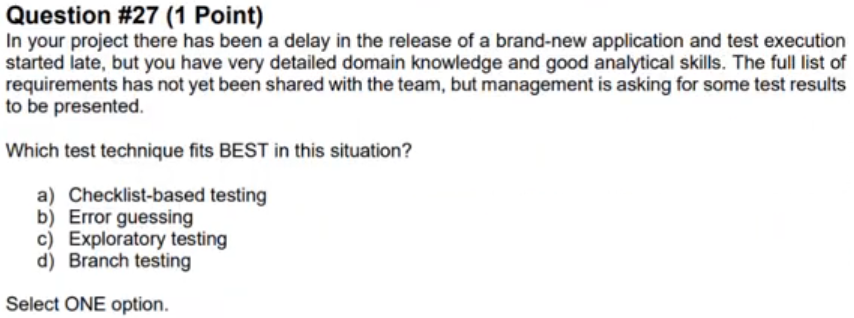 Question #27 (1 Point)
In your project there has been a delay in the release of a brand-new application and test execution
started late, but you have very detailed domain knowledge and good analytical skills. The full list of
requirements has not yet been shared with the team, but management is asking for some test results
to be presented.
Which test technique fits BEST in this situation?
a) Checklist-based testing
b) Error guessing
c) Exploratory testing
d) Branch testing
Select ONE option.